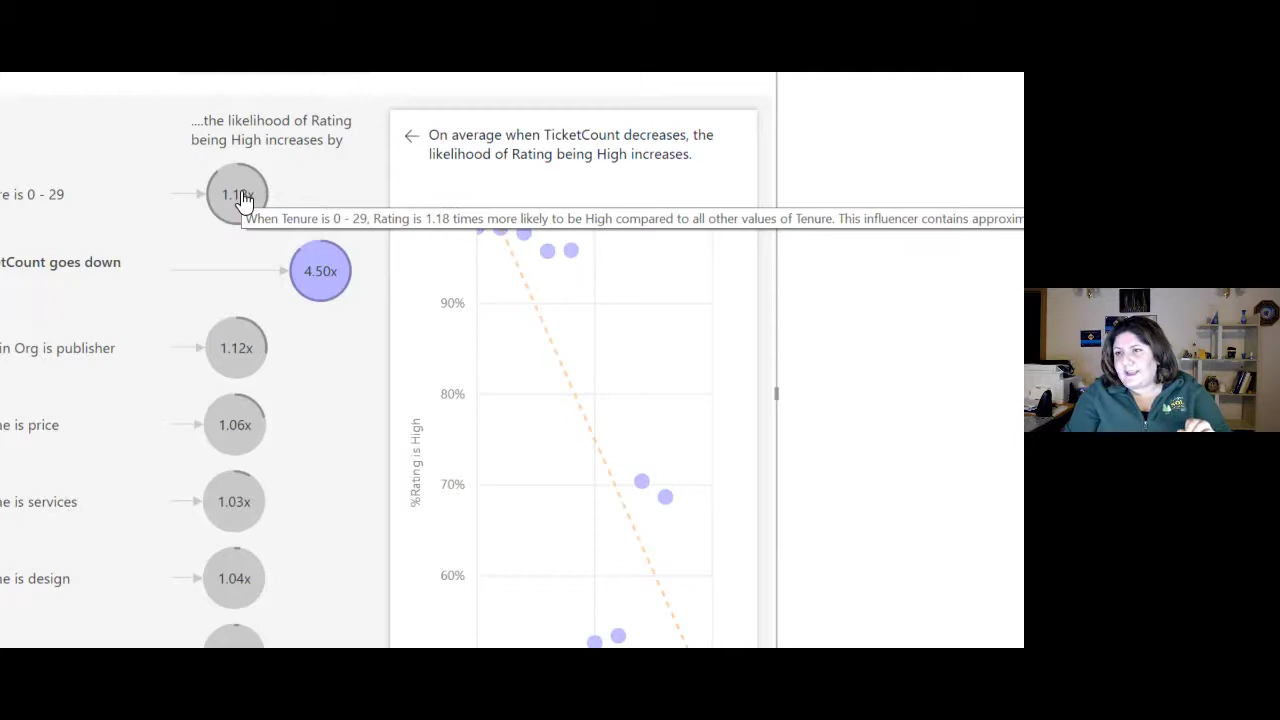 ....the likelihood of Rating
being High increases by
On average when TicketCount decreases, the
likelihood of Rating being High increases.
re is 0 - 29
When Tenure is 0 - 29, Rating is 1.18 times more likely to be High compared to all other values of Tenure. This influencer contains approxim
etCount goes down
4.50x
in Org is publisher
1.12x
ne is price
1.06x
ne is services
1.03x
ne is design
1.04x
90%
80%
70%
60%
%Rating is High
SQL